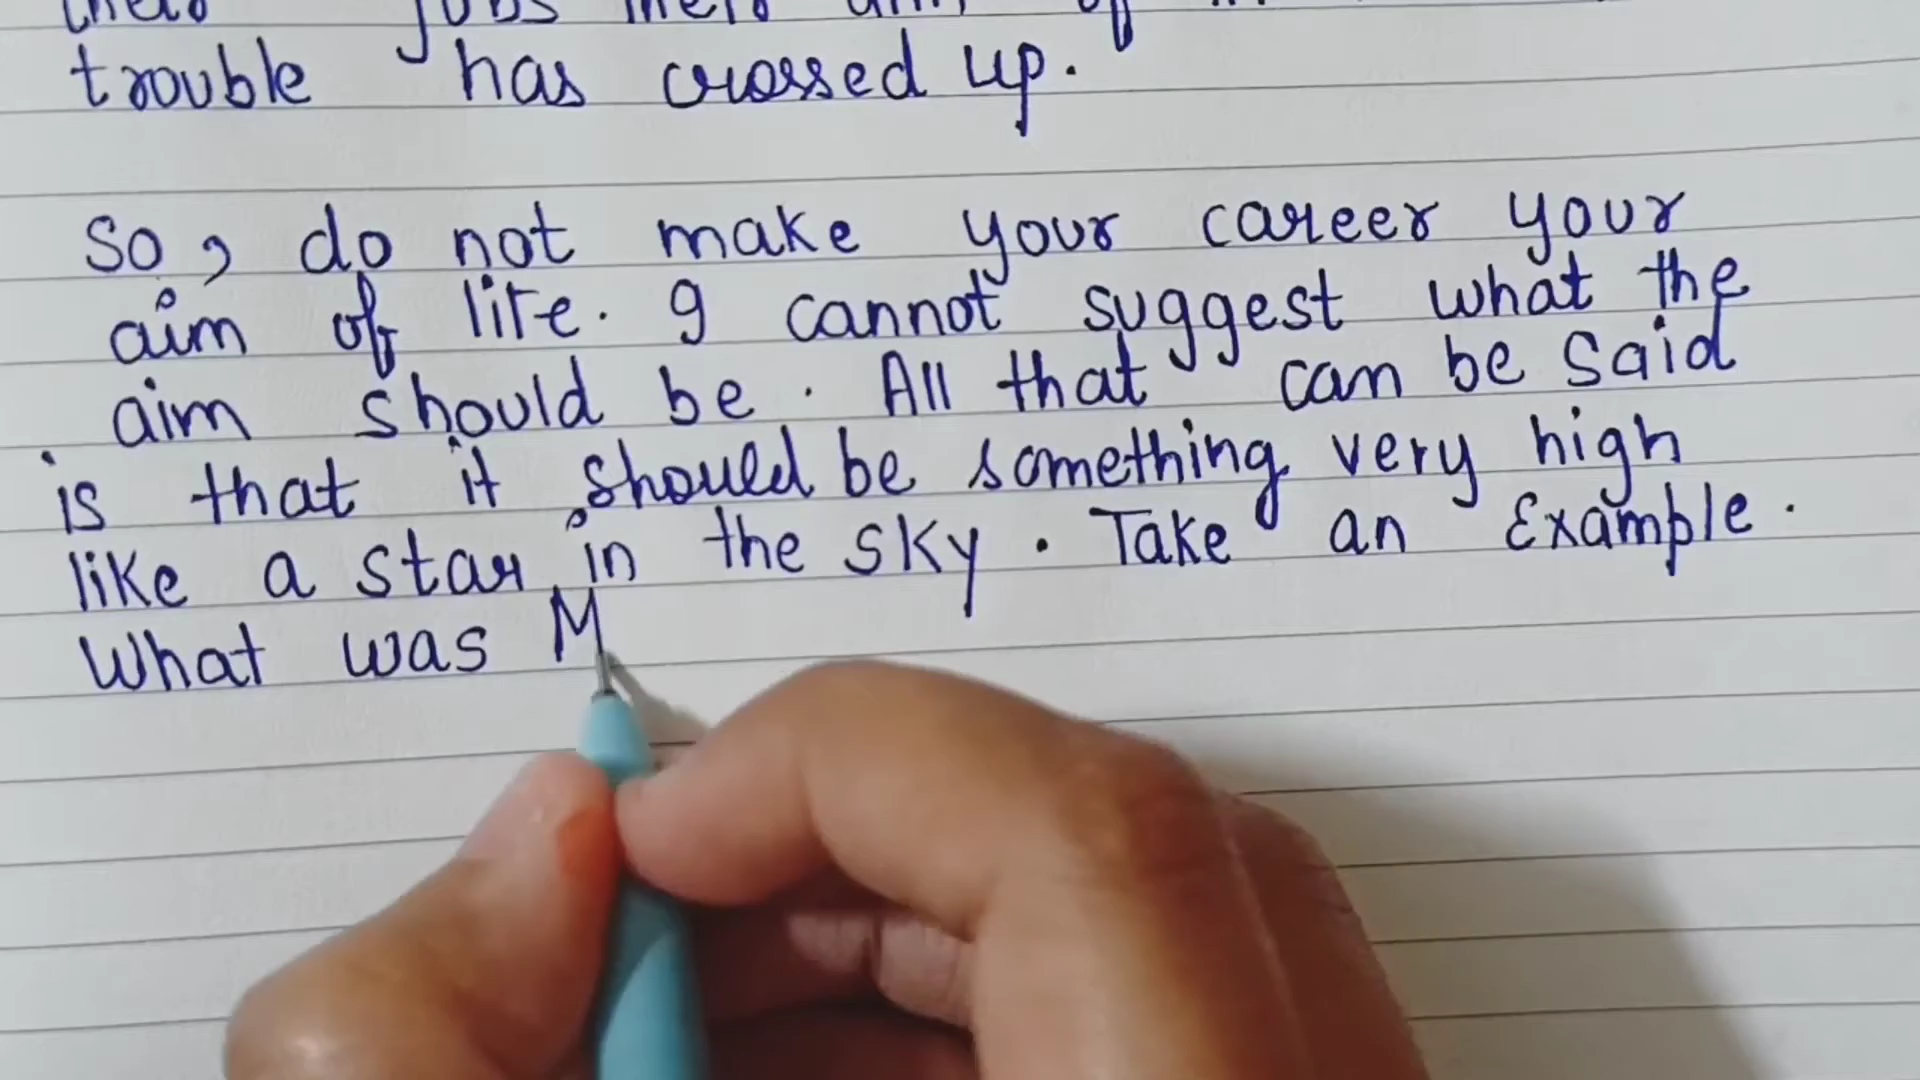 trouble has crossed up.
So, do not make your career your
aim of life. I cannot suggest what the
aim should be. All that can be said
is that it should be something very high
like a star in the sky. Take an Example.
What was M